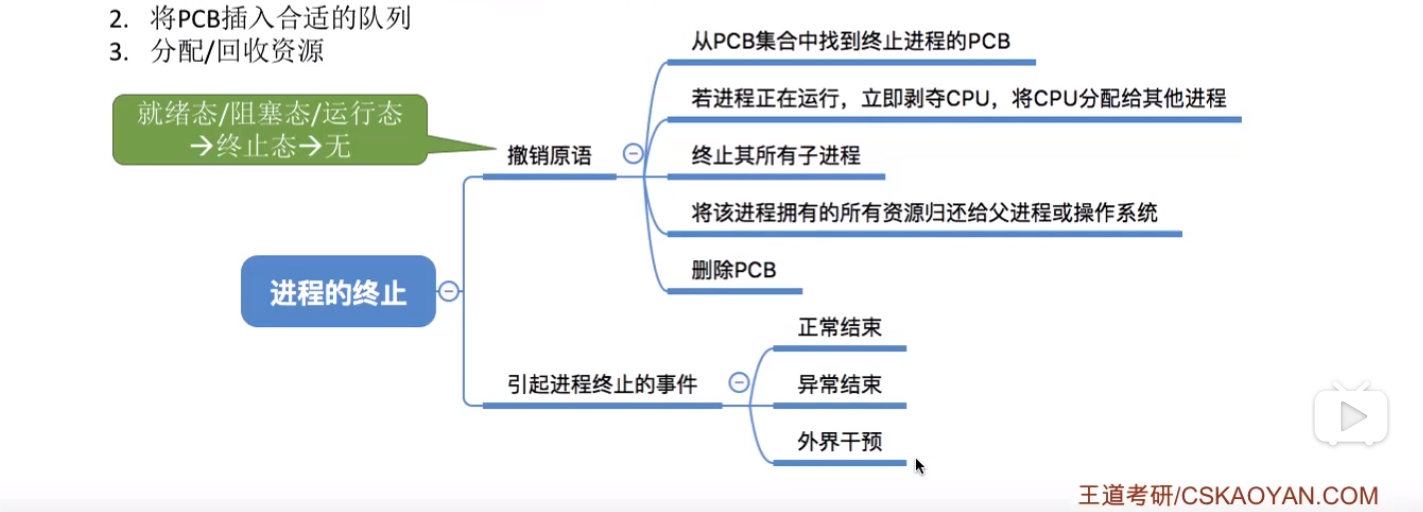 2. 将PCB插入合适的队列
3. 分配/回收资源
就绪态/阻塞态/运行态
→终止态→无
进程的终止
撤销原语
从PCB集合中找到终止进程的PCB
若进程正在运行，立即剥夺CPU，将CPU分配给其他进程
终止其所有子进程
将该进程拥有的所有资源归还给父进程或操作系统
删除PCB
引起进程终止的事件
正常结束
异常结束
外界干预
王道考研/CSKAOYAN.COM